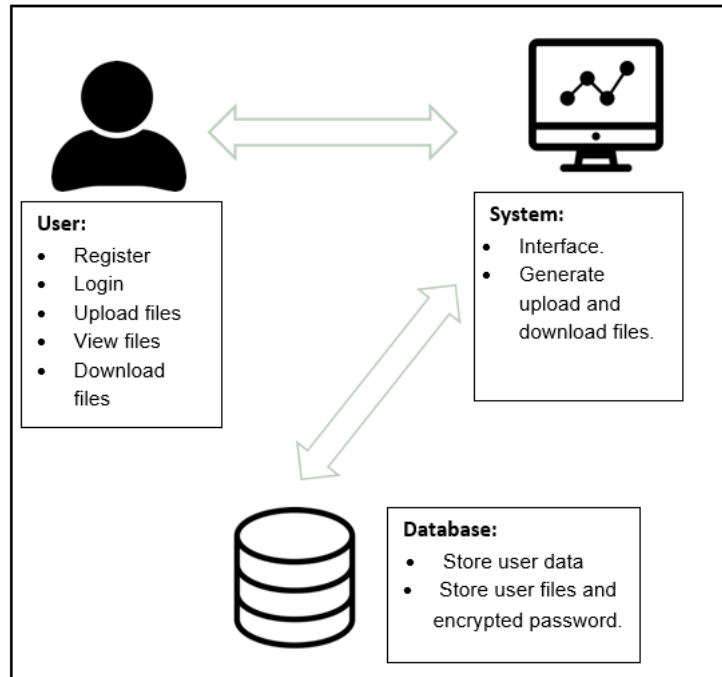 User:
• Register
• Login
• Upload files
• View files
• Download
files
System:
• Interface.
• Generate
upload and
download files.
Database:
• Store user data
• Store user files and
encrypted password.